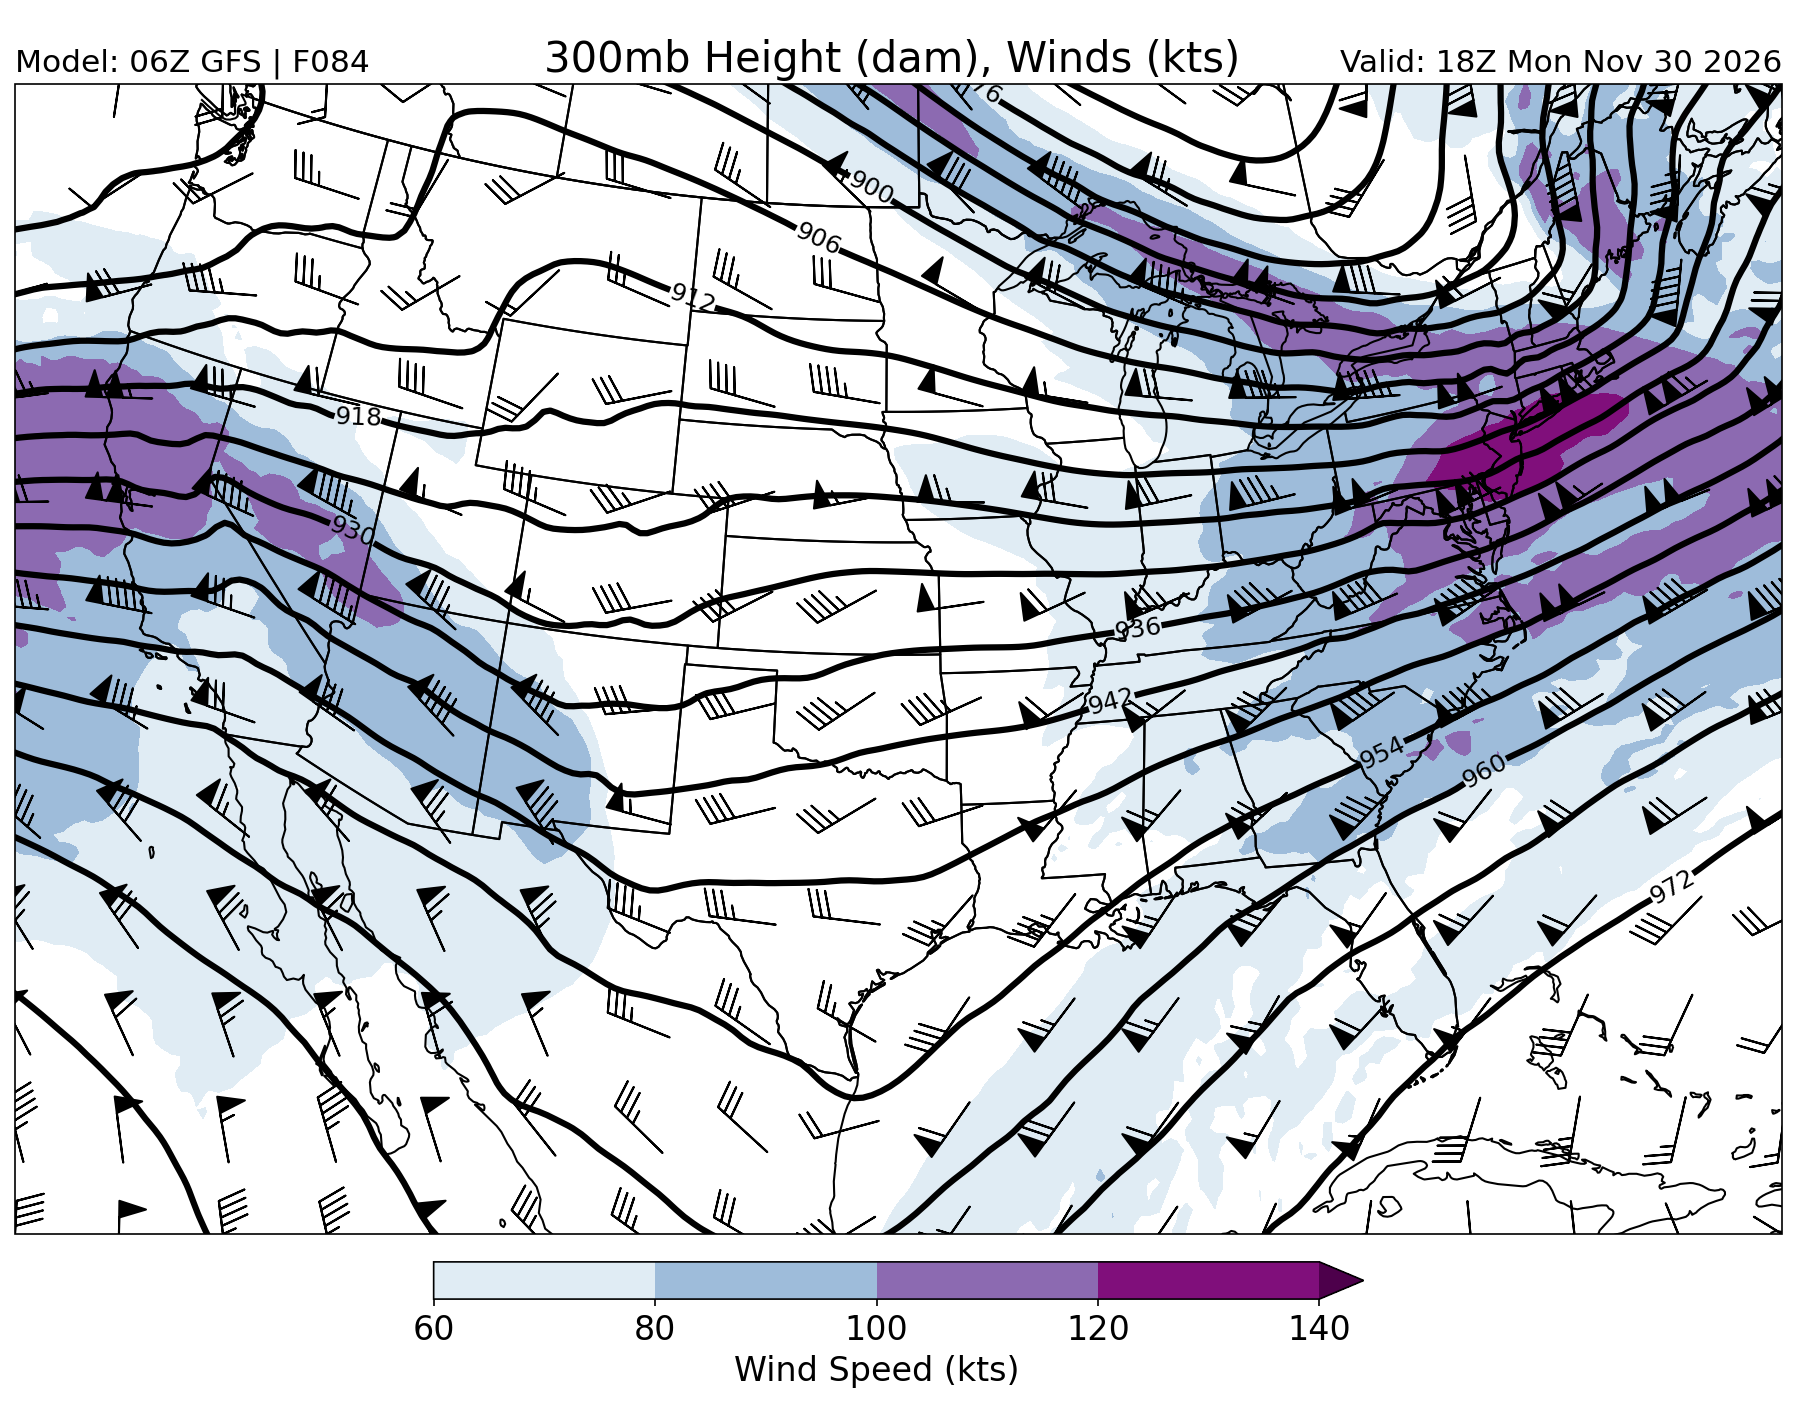 Model: 06Z GFS | F084
300mb Height (dam), Winds (kts)
Valid: 18Z Mon Nov 30 2026
76
900
906
912
918
930
936
942
954
960
972
60 80 100 120 140
Wind Speed (kts)